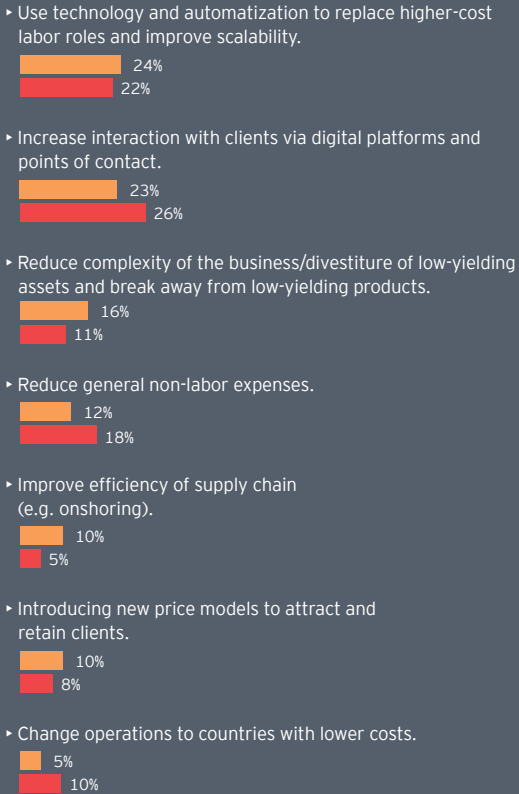 ▸ Use technology and automatization to replace higher-cost
labor roles and improve scalability.
24%
22%
▸ Increase interaction with clients via digital platforms and
points of contact.
23%
26%
▸ Reduce complexity of the business/divestiture of low-yielding
assets and break away from low-yielding products.
16%
11%
▸ Reduce general non-labor expenses.
12%
18%
▸ Improve efficiency of supply chain
(e.g. onshoring).
10%
5%
▸ Introducing new price models to attract and
retain clients.
10%
8%
▸ Change operations to countries with lower costs.
5%
10%